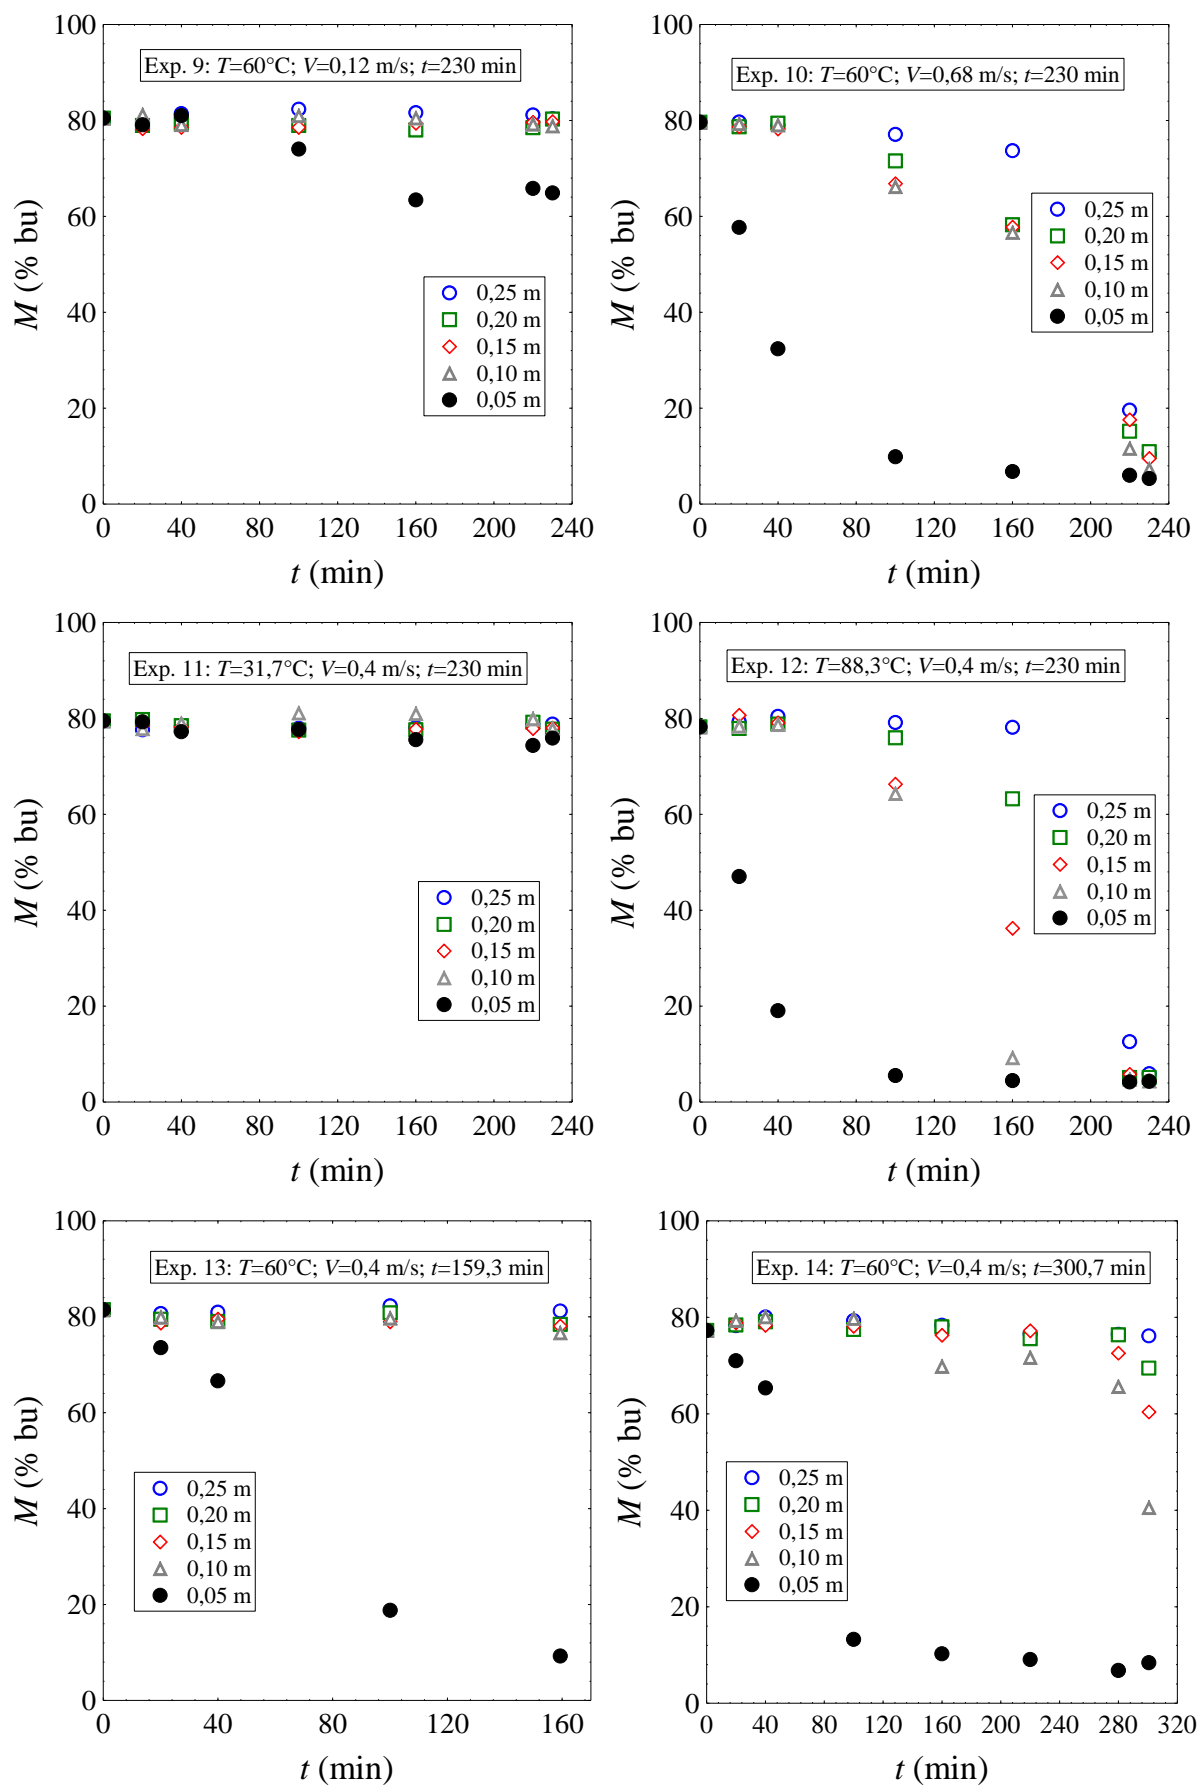 100
80
60
40
20
0
M (% bu)
Exp. 9: T=60°C; V=0,12 m/s; t=230 min
0,25 m
0,20 m
0,15 m
0,10 m
0,05 m
0 40 80 120 160 200 240
t (min)
100
80
60
40
20
0
M (% bu)
Exp. 10: T=60°C; V=0,68 m/s; t=230 min
0,25 m
0,20 m
0,15 m
0,10 m
0,05 m
0 40 80 120 160 200 240
t (min)
100
80
60
40
20
0
M (% bu)
Exp. 11: T=31,7°C; V=0,4 m/s; t=230 min
0,25 m
0,20 m
0,15 m
0,10 m
0,05 m
0 40 80 120 160 200 240
t (min)
100
80
60
40
20
0
M (% bu)
Exp. 12: T=88,3°C; V=0,4 m/s; t=230 min
0,25 m
0,20 m
0,15 m
0,10 m
0,05 m
0 40 80 120 160 200 240
t (min)
100
80
60
40
20
0
M (% bu)
Exp. 13: T=60°C; V=0,4 m/s; t=159,3 min
0,25 m
0,20 m
0,15 m
0,10 m
0,05 m
0 40 80 120 160
t (min)
100
80
60
40
20
0
M (% bu)
Exp. 14: T=60°C; V=0,4 m/s; t=300,7 min
0,25 m
0,20 m
0,15 m
0,10 m
0,05 m
0 40 80 120 160 200 240 280 320
t (min)